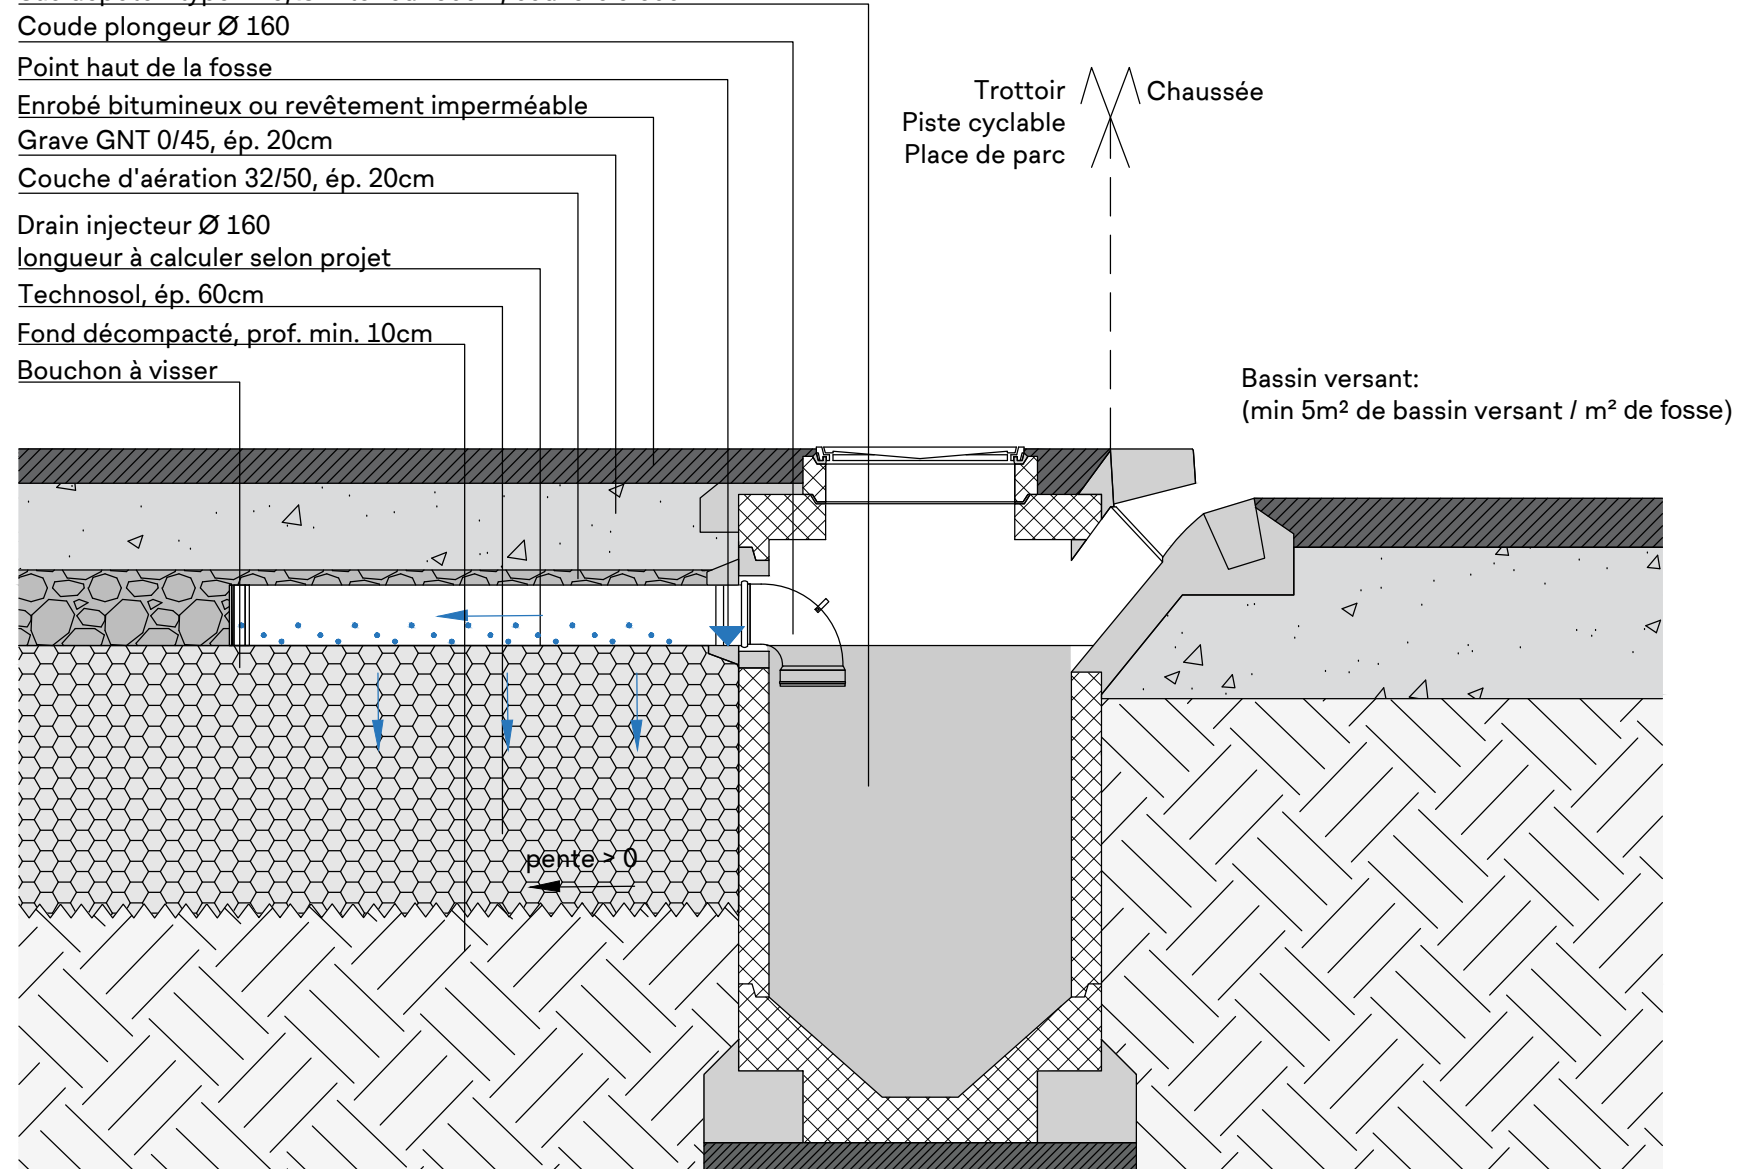 Coude plongeur Ø 160
Point haut de la fosse
Enrobé bitumineux ou revêtement imperméable
Grave GNT 0/45, ép. 20cm
Couche d'aération 32/50, ép. 20cm
Drain injecteur Ø 160
longueur à calculer selon projet
Technosol, ép. 60cm
Fond décompacté, prof. min. 10cm
Bouchon à visser
Trottoir
Piste cyclable
Place de parc
Chaussée
Bassin versant:
(min 5m² de bassin versant / m² de fosse)
pente > 0